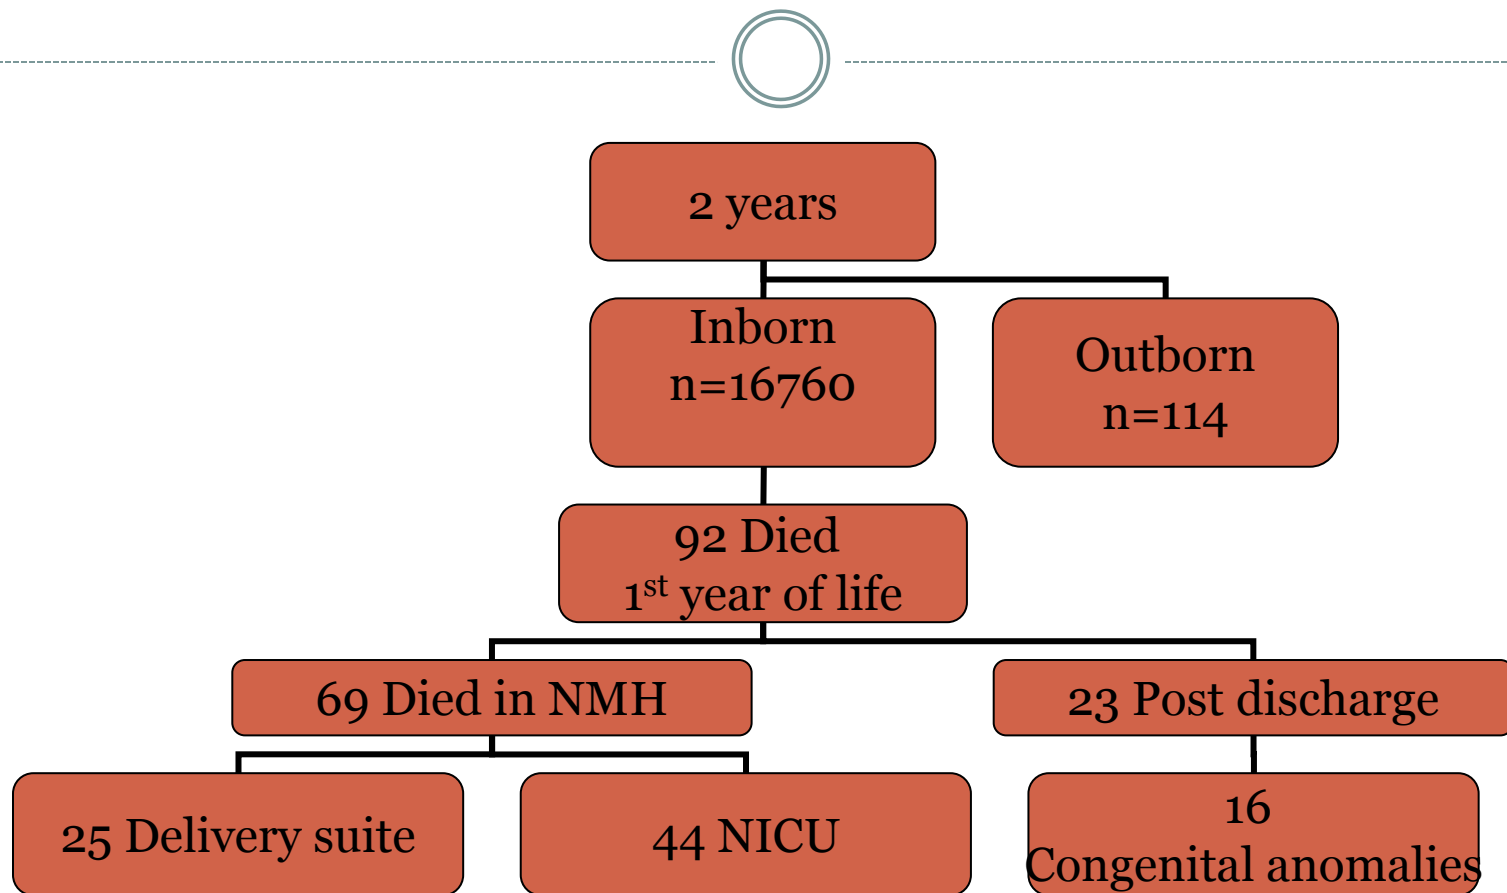 2 years
Inborn
n=16760
Outborn
n=114
92 Died
1st year of life
69 Died in NMH
23 Post discharge
25 Delivery suite
44 NICU
16
Congenital anomalies